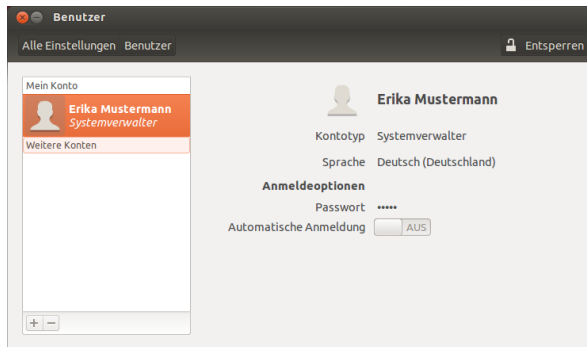 Benutzer
Alle Einstellungen Benutzer
Entsperren
Mein Konto
Erika Mustermann
Systemverwalter
Weitere Konten
Erika Mustermann
Kontotyp Systemverwalter
Sprache Deutsch (Deutschland)
Anmeldeoptionen
Passwort •••••
Automatische Anmeldung AUS